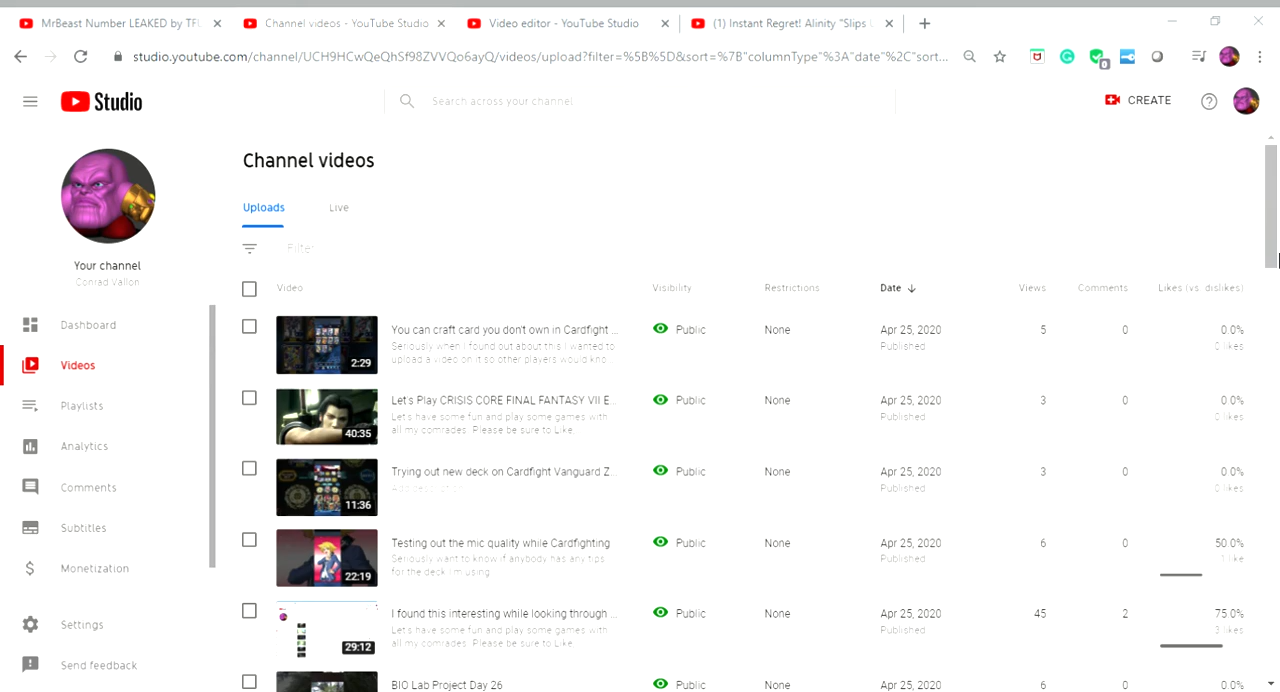 MrBeast Number LEAKED by TFU
Channel videos - YouTube Studio
Video editor - YouTube Studio
(1) Instant Regret! Alinity "Slips
studio.youtube.com/channel/UCH9HCwQeQhSf98ZVVQo6ayQ/videos/upload?filter=%5B%5D&sort=%7B"columnType"%3A"date"%2C"sort...
0
Studio
Search across your channel
CREATE
Your channel
Conrad Vallon
Dashboard
Videos
Playlists
Analytics
Comments
Subtitles
Monetization
Settings
Send feedback
Channel videos
Uploads Live
Filter
Video Visibility Restrictions Date Views Comments Likes (vs. dislikes)
2:29
You can craft card you don't own in Cardfight ...
Seriously when I found out about this I wanted to
upload a video on it so other players would kno...
Public None Apr 25, 2020 5 0 0.0%
Published 0 likes
40:35
Let's Play CRISIS CORE FINAL FANTASY VII E...
Let's have some fun and play some games with
all my comrades. Please be sure to Like.
Public None Apr 25, 2020 3 0 0.0%
Published 0 likes
11:36
Trying out new deck on Cardfight Vanguard Z...
Add description
Public None Apr 25, 2020 3 0 0.0%
Published 0 likes
22:19
Testing out the mic quality while Cardfighting
Seriously want to know if anybody has any tips
for the deck I'm using.
Public None Apr 25, 2020 6 0 50.0%
Published 1 like
29:12
I found this interesting while looking through ...
Let's have some fun and play some games with
all my comrades. Please be sure to Like.
Public None Apr 25, 2020 45 2 75.0%
Published 3 likes
BIO Lab Project Day 26
Public None Apr 25, 2020 6 0 0.0%